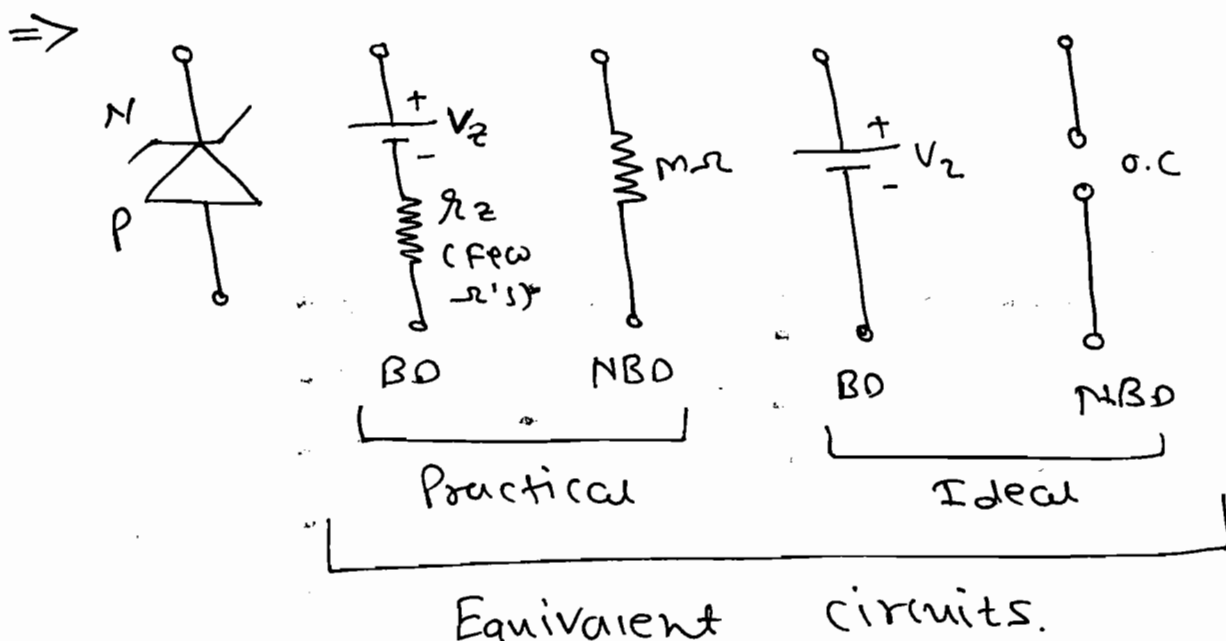 =>
N
P
+
Vz
-
rz
(Few
Ω's)
BD
mΩ
NBD
Practical
+
Vz
-
BD
o.c
NBD
Ideal
Equivalent circuits.